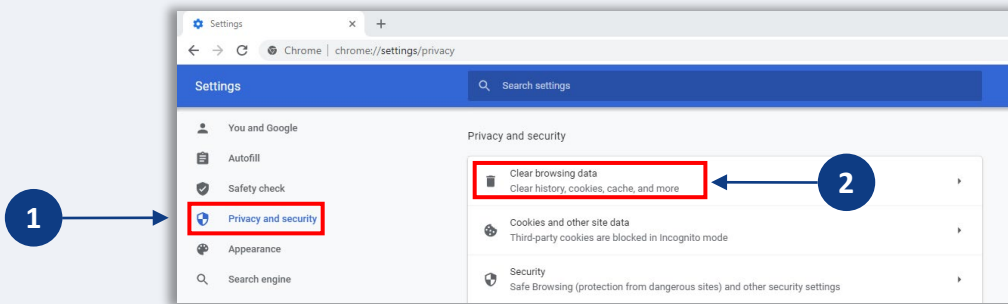 Settings
Chrome | chrome://settings/privacy
Settings
Search settings
You and Google
Autofill
Safety check
Privacy and security
Appearance
Search engine
Privacy and security
Clear browsing data
Clear history, cookies, cache, and more
Cookies and other site data
Third-party cookies are blocked in Incognito mode
Security
Safe Browsing (protection from dangerous sites) and other security settings
1
2